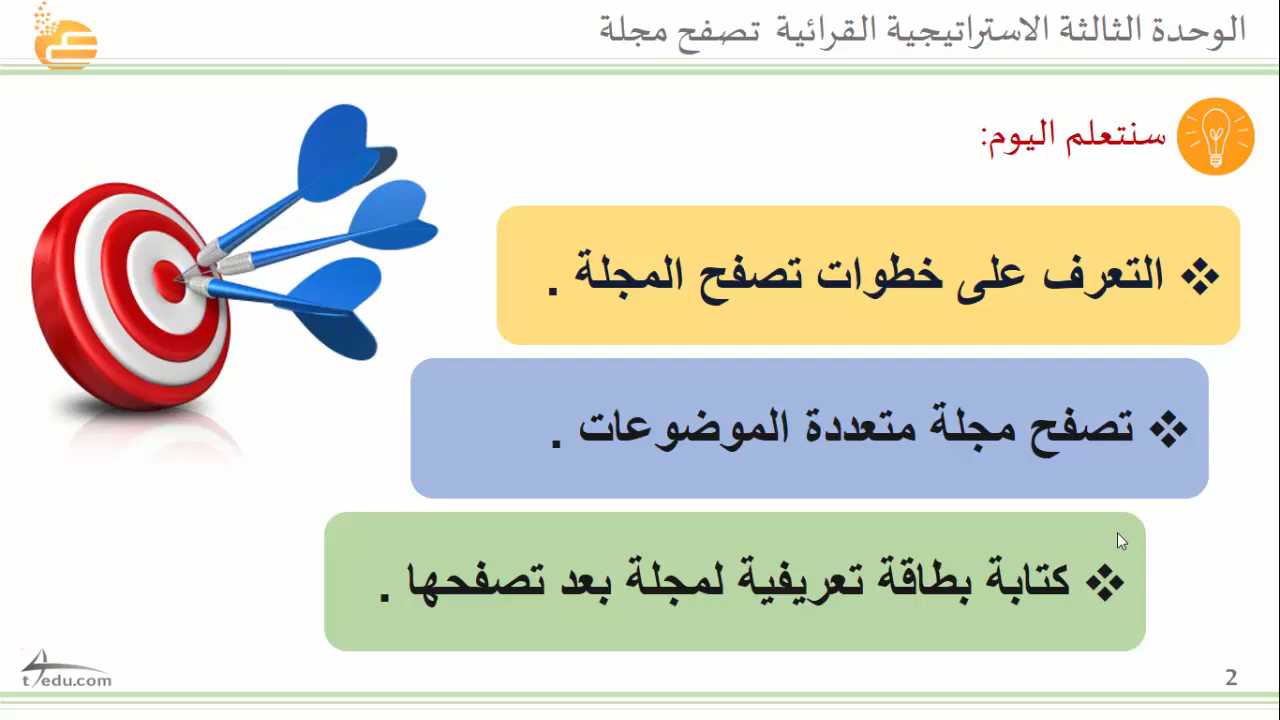 الوحدة الثالثة الاستراتيجية القرائية تصفح مجلة
سنتعلم اليوم:
❖ التعرف على خطوات تصفح المجلة .
❖ تصفح مجلة متعددة الموضوعات .
❖ كتابة بطاقة تعريفية لمجلة بعد تصفحها .
t4edu.com
2